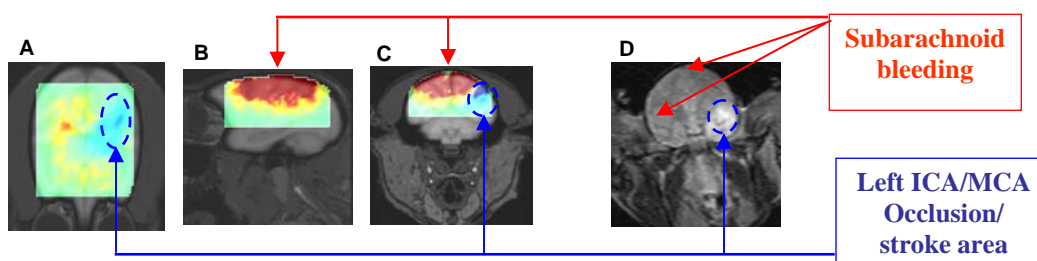 A
B
C
D
Subarachnoid
bleeding
Left ICA/MCA
Occlusion/
stroke area